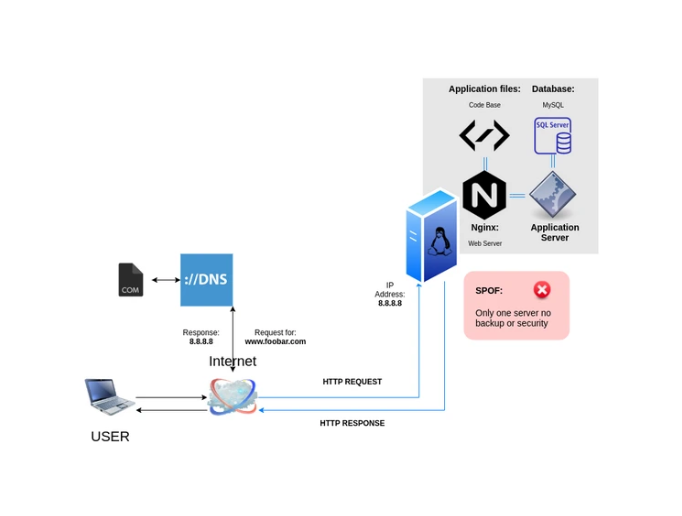 Application files:
Database:
Code Base
MySQL
SQL Server
N
Nginx:
Web Server
Application
Server
://DNS
COM
IP
Address:
8.8.8.8
SPOF:
Only one server no
backup or security
Response:
8.8.8.8
Request for:
www.foobar.com
Internet
HTTP REQUEST
HTTP RESPONSE
USER